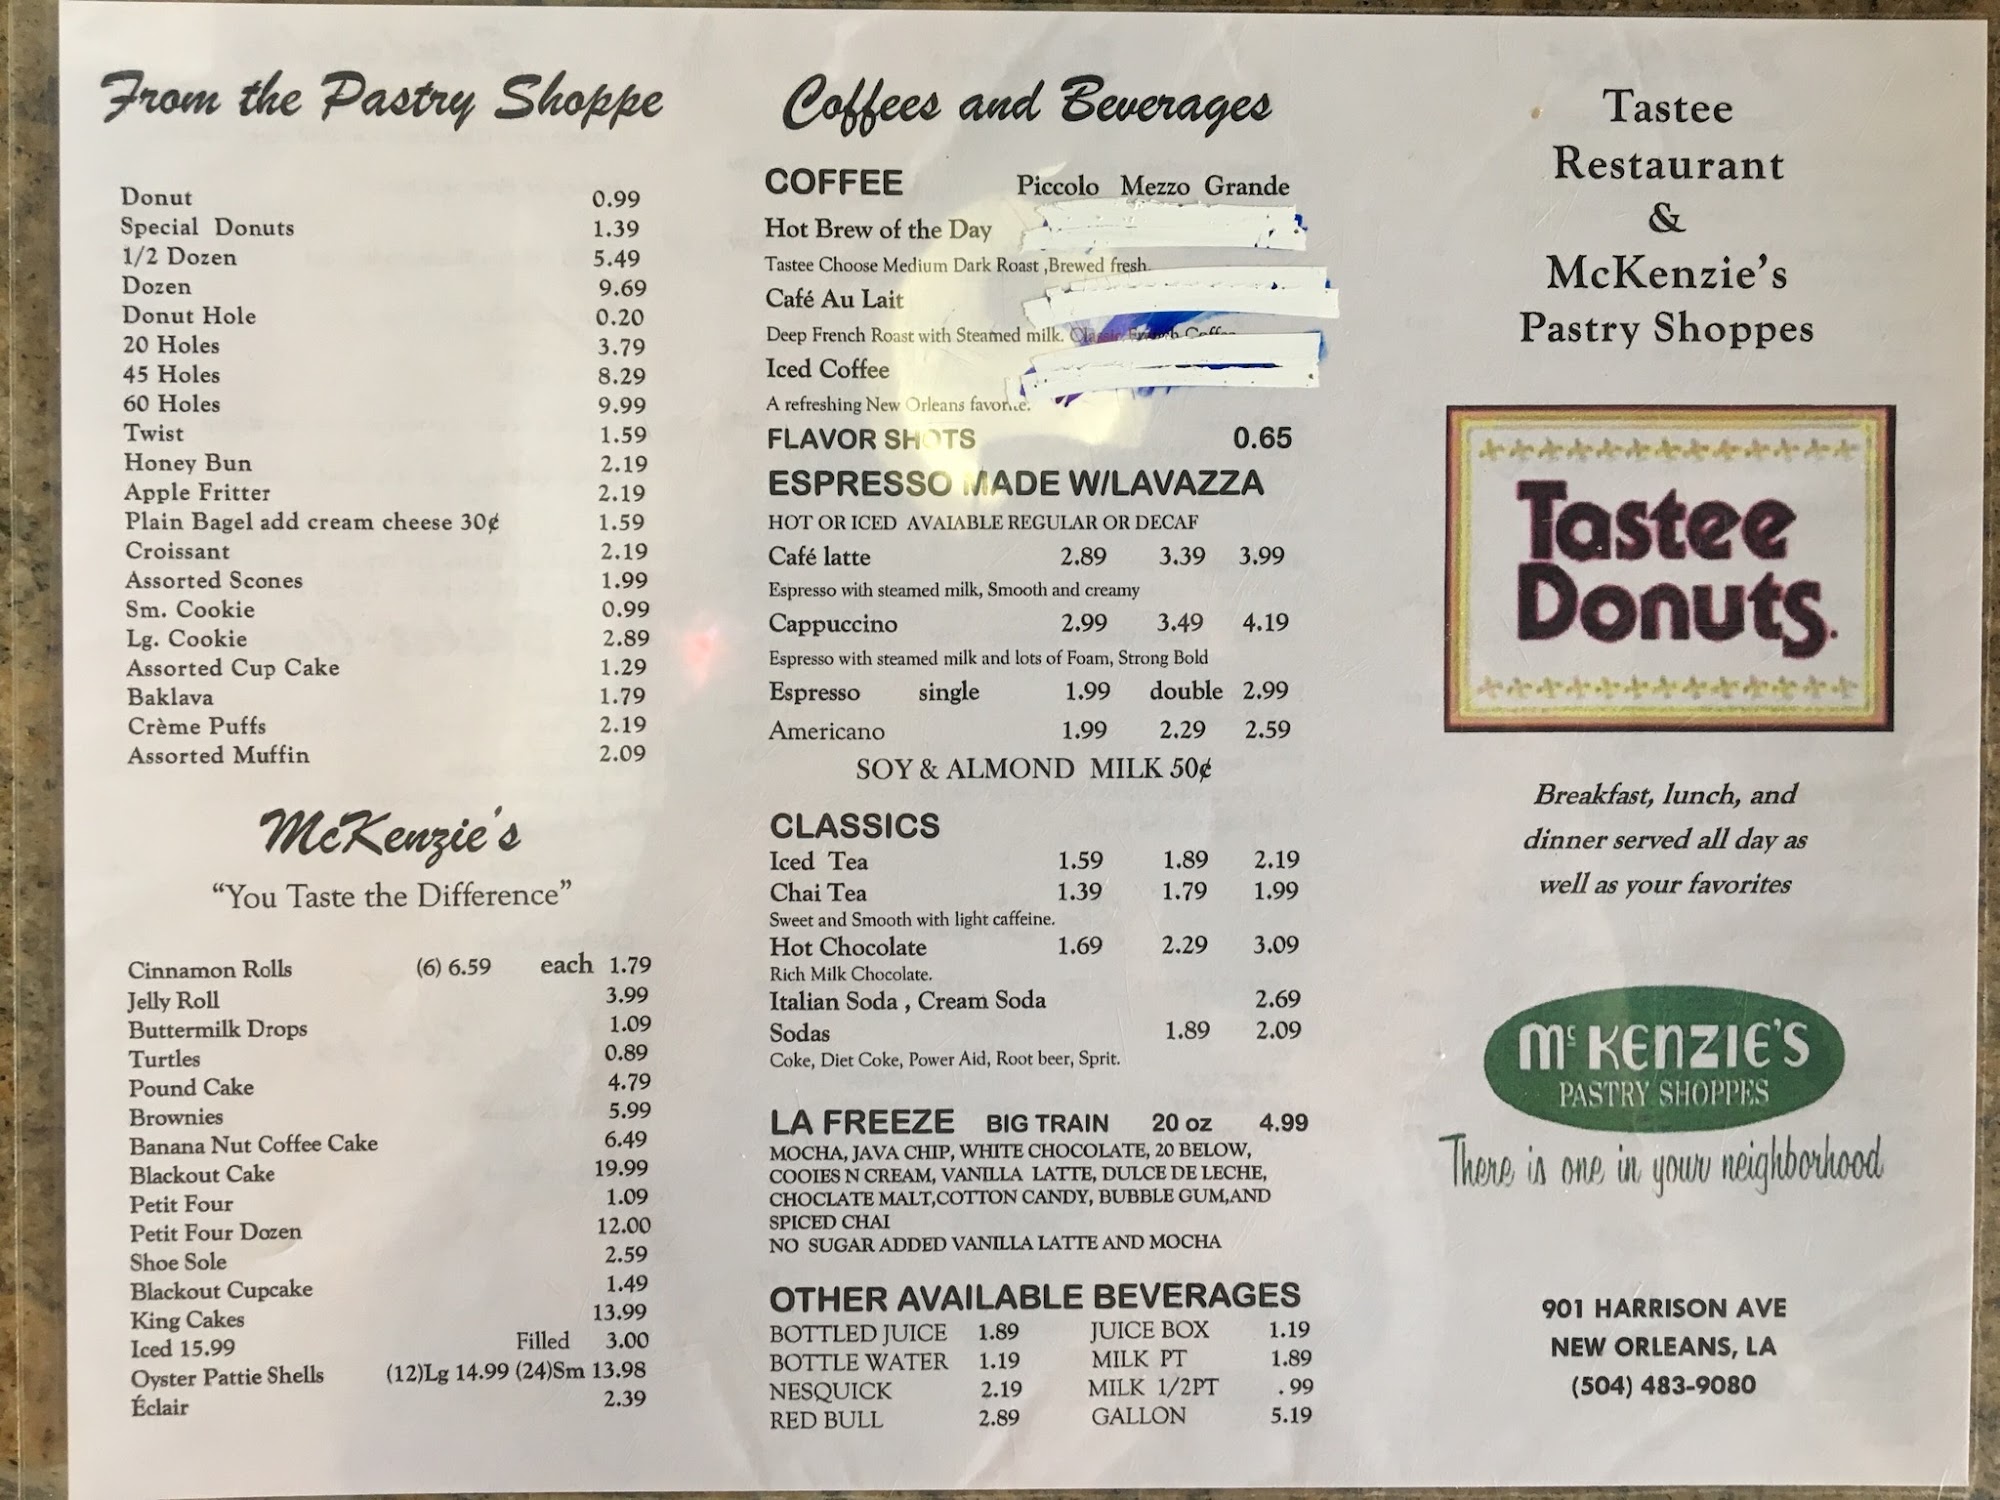 From the Pastry Shoppe
Donut 0.99
Special Donuts 1.39
1/2 Dozen 5.49
Dozen 9.69
Donut Hole 0.20
20 Holes 3.79
45 Holes 8.29
60 Holes 9.99
Twist 1.59
Honey Bun 2.19
Apple Fritter 2.19
Plain Bagel add cream cheese 30¢ 1.59
Croissant 2.19
Assorted Scones 1.99
Sm. Cookie 0.99
Lg. Cookie 2.89
Assorted Cup Cake 1.29
Baklava 1.79
Crème Puffs 2.19
Assorted Muffin 2.09
McKenzie's
“You Taste the Difference”
Cinnamon Rolls (6) 6.59 each 1.79
Jelly Roll 3.99
Buttermilk Drops 1.09
Turtles 0.89
Pound Cake 4.79
Brownies 5.99
Banana Nut Coffee Cake 6.49
Blackout Cake 19.99
Petit Four 1.09
Petit Four Dozen 12.00
Shoe Sole 2.59
Blackout Cupcake 1.49
King Cakes 13.99
Iced 15.99 Filled 3.00
Oyster Pattie Shells (12)Lg 14.99 (24)Sm 13.98
Éclair 2.39
Coffees and Beverages
COFFEE Piccolo Mezzo Grande
Hot Brew of the Day
Tastee Choose Medium Dark Roast ,Brewed fresh.
Café Au Lait
Deep French Roast with Steamed milk. Classic French Coffee
Iced Coffee
A refreshing New Orleans favorite.
FLAVOR SHOTS 0.65
ESPRESSO MADE W/LAVAZZA
HOT OR ICED AVAIABLE REGULAR OR DECAF
Café latte 2.89 3.39 3.99
Espresso with steamed milk, Smooth and creamy
Cappuccino 2.99 3.49 4.19
Espresso with steamed milk and lots of Foam, Strong Bold
Espresso single 1.99 double 2.99
Americano 1.99 2.29 2.59
SOY & ALMOND MILK 50¢
CLASSICS
Iced Tea 1.59 1.89 2.19
Chai Tea 1.39 1.79 1.99
Sweet and Smooth with light caffeine.
Hot Chocolate 1.69 2.29 3.09
Rich Milk Chocolate.
Italian Soda , Cream Soda 2.69
Sodas 1.89 2.09
Coke, Diet Coke, Power Aid, Root beer, Sprit.
LA FREEZE BIG TRAIN 20 oz 4.99
MOCHA, JAVA CHIP, WHITE CHOCOLATE, 20 BELOW,
COOIES N CREAM, VANILLA LATTE, DULCE DE LECHE,
CHOCLATE MALT,COTTON CANDY, BUBBLE GUM,AND
SPICED CHAI
NO SUGAR ADDED VANILLA LATTE AND MOCHA
OTHER AVAILABLE BEVERAGES
BOTTLED JUICE 1.89 JUICE BOX 1.19
BOTTLE WATER 1.19 MILK PT 1.89
NESQUICK 2.19 MILK 1/2PT .99
RED BULL 2.89 GALLON 5.19
Tastee
Restaurant
&
McKenzie's
Pastry Shoppes
Tastee
Donuts.
Breakfast, lunch, and
dinner served all day as
well as your favorites
McKENZIE'S
PASTRY SHOPPES
There is one in your neighborhood
901 HARRISON AVE
NEW ORLEANS, LA
(504) 483-9080